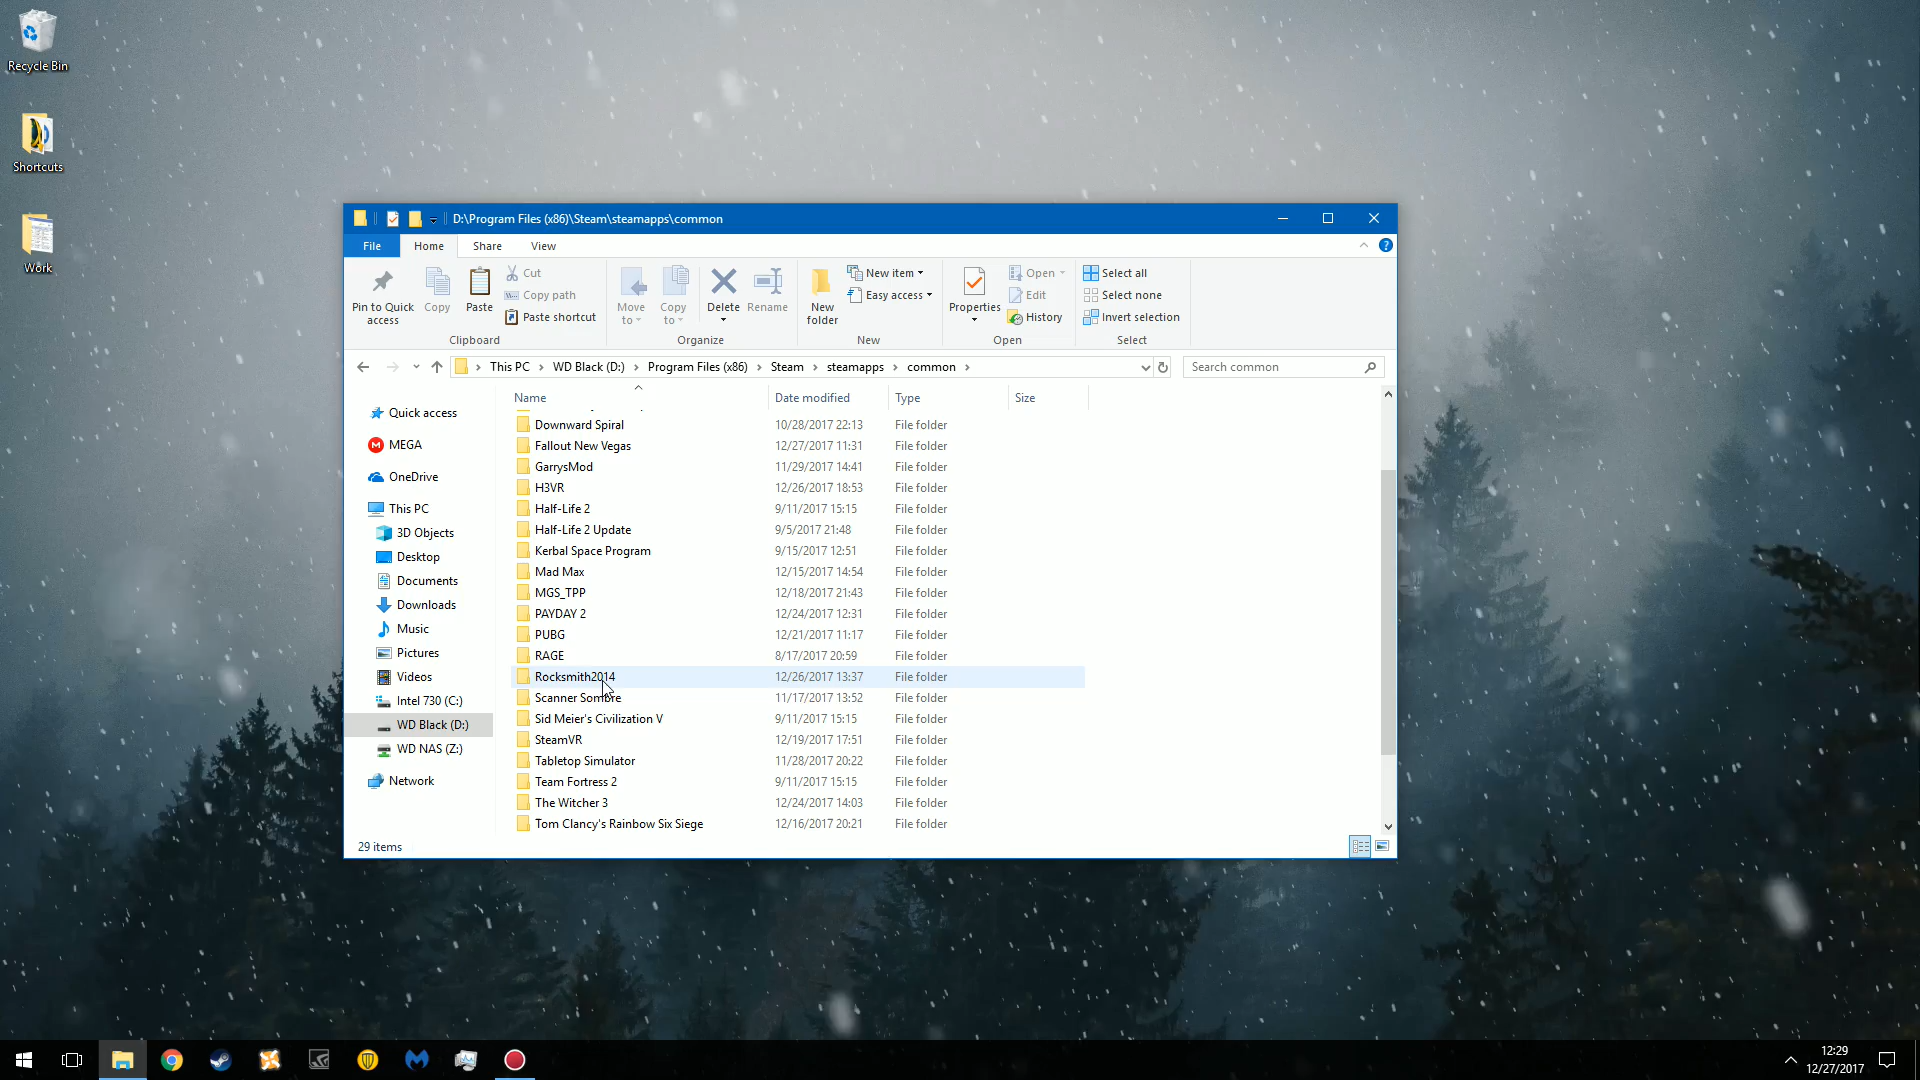 Recycle Bin
Shortcuts
Work
D:\Program Files (x86)\Steam\steamapps\common
File Home Share View
Pin to Quick access
Copy
Paste
Cut
Copy path
Paste shortcut
Clipboard
Move to
Copy to
Delete
Rename
Organize
New folder
New item
Easy access
New
Properties
Open
Edit
History
Open
Select all
Select none
Invert selection
Select
This PC WD Black (D:) Program Files (x86) Steam steamapps common
Search common
Quick access
MEGA
OneDrive
This PC
3D Objects
Desktop
Documents
Downloads
Music
Pictures
Videos
Intel 730 (C:)
WD Black (D:)
WD NAS (Z:)
Network
Name Date modified Type Size
Downward Spiral 10/28/2017 22:13 File folder
Fallout New Vegas 12/27/2017 11:31 File folder
GarrysMod 11/29/2017 14:41 File folder
H3VR 12/26/2017 18:53 File folder
Half-Life 2 9/11/2017 15:15 File folder
Half-Life 2 Update 9/5/2017 21:48 File folder
Kerbal Space Program 9/15/2017 12:51 File folder
Mad Max 12/15/2017 14:54 File folder
MGS_TPP 12/18/2017 21:43 File folder
PAYDAY 2 12/24/2017 12:31 File folder
PUBG 12/21/2017 11:17 File folder
RAGE 8/17/2017 20:59 File folder
Rocksmith2014 12/26/2017 13:37 File folder
Scanner Sombre 11/17/2017 13:52 File folder
Sid Meier's Civilization V 9/11/2017 15:15 File folder
SteamVR 12/19/2017 17:51 File folder
Tabletop Simulator 11/28/2017 20:22 File folder
Team Fortress 2 9/11/2017 15:15 File folder
The Witcher 3 12/24/2017 14:03 File folder
Tom Clancy's Rainbow Six Siege 12/16/2017 20:21 File folder
29 items
12:29
12/27/2017